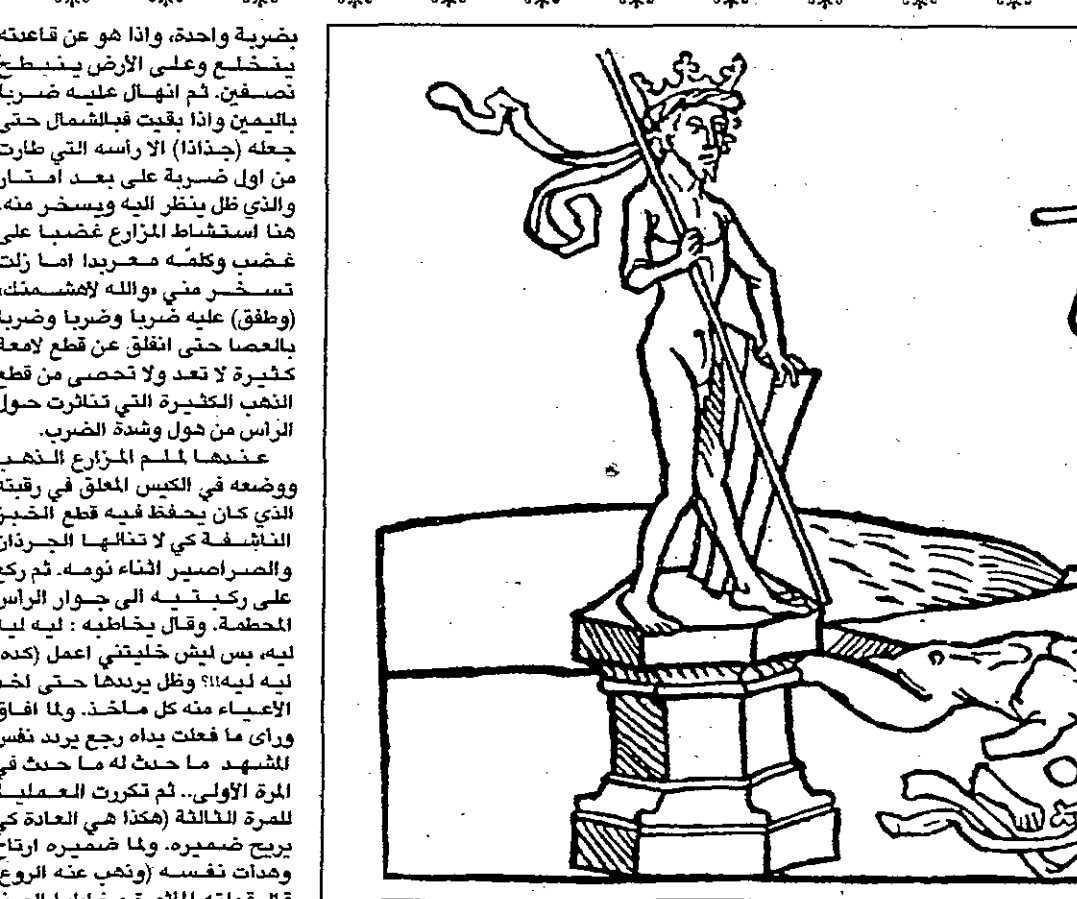 بضربة واحدة، واذا هو عن قاعدته
ينخلع وعلى الأرض ينبطح
نصفين. ثم انهال عليه ضربا
باليمين واذا بقيت فبالشمال حتى
جعله (جذاذا) الا رأسه التي طارت
من اول ضربة على بعد امتار
والذي ظل ينظر اليه ويسخر منه.
هنا استشاط المزارع غضبا على
غضب وكلمّه معربدا اما زلت
تسخر مني «والله لأهشمنك»
(وطفق) عليه ضربا وضربا وضربا
بالعصا حتى انفلق عن قطع لامعة
كثيرة لا تعد ولا تحصى من قطع
الذهب الكثيرة التي تناثرت حول
الرأس من هول وشدة الضرب.
عندها لملم المزارع الذهب
ووضعه في الكيس المعلق في رقبته
الذي كان يحفظ فيه قطع الخبز
الناشفة كي لا تنالها الجرذان
والصراصير اثناء نومه. ثم ركع
على ركبتيه الى جوار الرأس
المحطمة. وقال يخاطبه : ليه ليه
ليه، بس ليش خليتني اعمل (كده)
ليه ليه!!؟ وظل يرددها حتى اخذ
الأعياء منه كل مأخذ. ولما افاق
ورأى ما فعلت يداه رجع يردد نفس
المشهد ما حدث له ما حدث في
المرة الأولى.. ثم تكررت العملية
للمرة الثالثة (هكذا هي العادة كي
يريح ضميره. ولما ضميره ارتاح
وهدأت نفسه (وذهب عنه الروع)